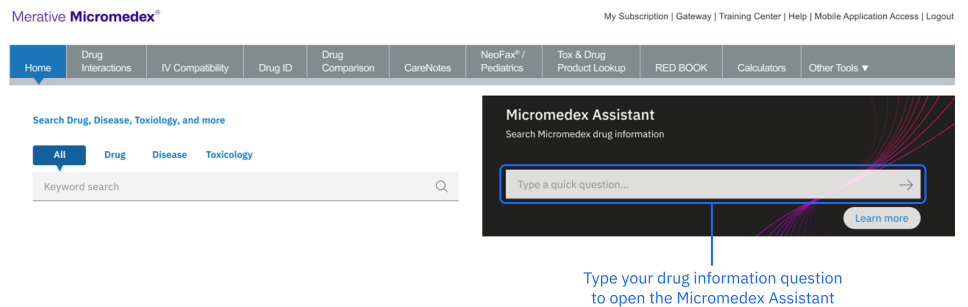 Merative Micromedex®
My Subscription | Gateway | Training Center | Help | Mobile Application Access | Logout
Home
Drug
Interactions
IV Compatibility
Drug ID
Drug
Comparison
CareNotes
NeoFax® /
Pediatrics
Tox & Drug
Product Lookup
RED BOOK
Calculators
Other Tools ▼
Search Drug, Disease, Toxiology, and more
All Drug Disease Toxicology
Keyword search
Micromedex Assistant
Search Micromedex drug information
Type a quick question...
Learn more
Type your drug information question
to open the Micromedex Assistant